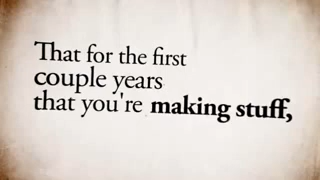 That for the first
couple years
that you're making stuff,